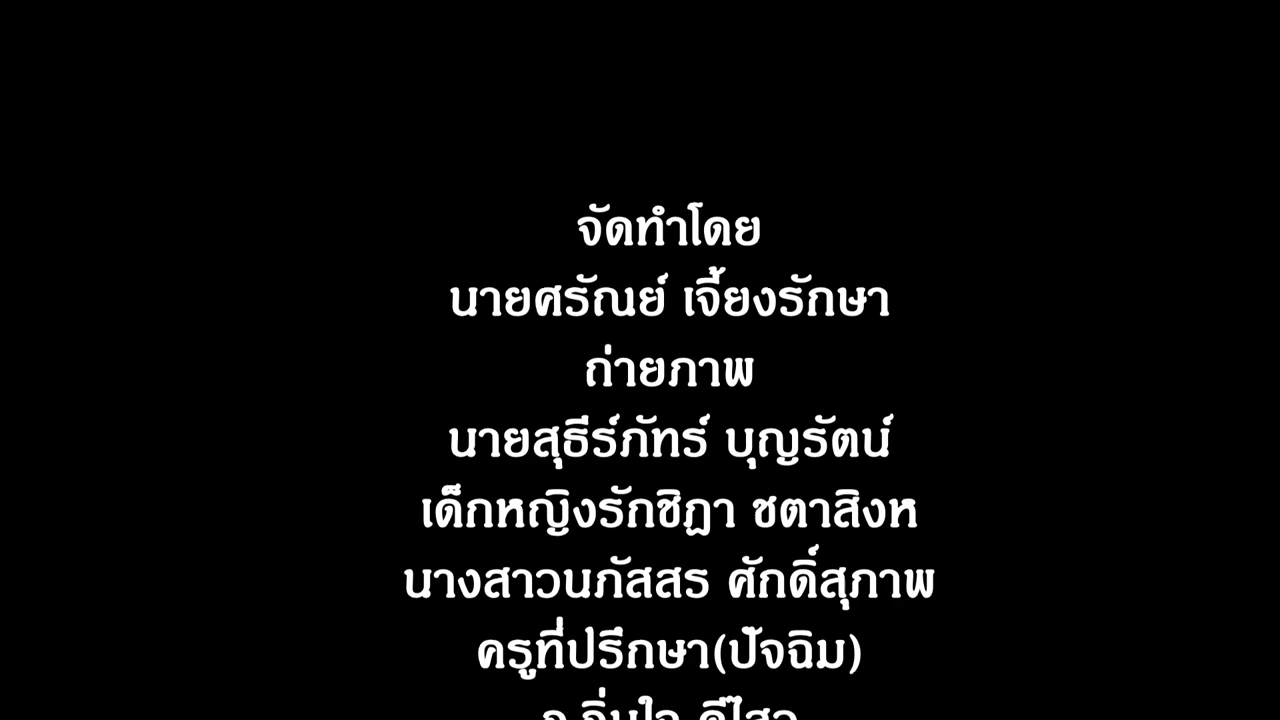 จัดทำโดย
นายศรัณย์ เจี้ยงรักษา
ถ่ายภาพ
นายสุธีร์ภัทร์ บุญรัตน์
เด็กหญิงรักชิฎา ชตาสิงห
นางสาวนภัสสร ศักดิ์สุภาพ
ครูที่ปรึกษา(ปัจฉิม)